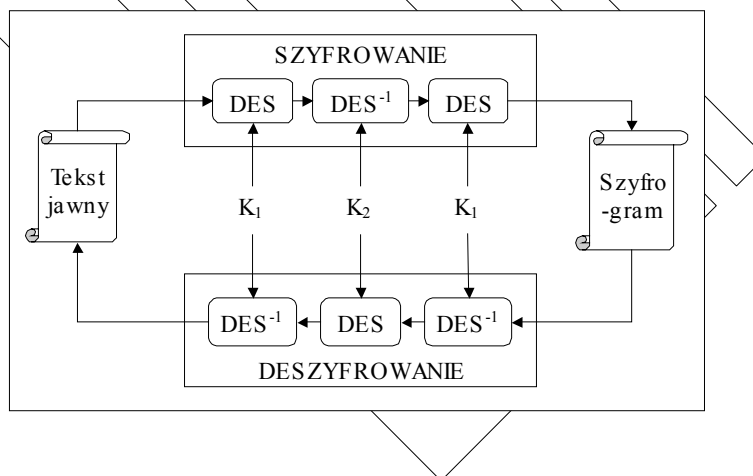 SZYFROWANIE
DES DES⁻¹ DES
Tekst
jawny
K₁ K₂ K₁
Szyfro
-gram
DES⁻¹ DES DES⁻¹
DESZYFROWANIE